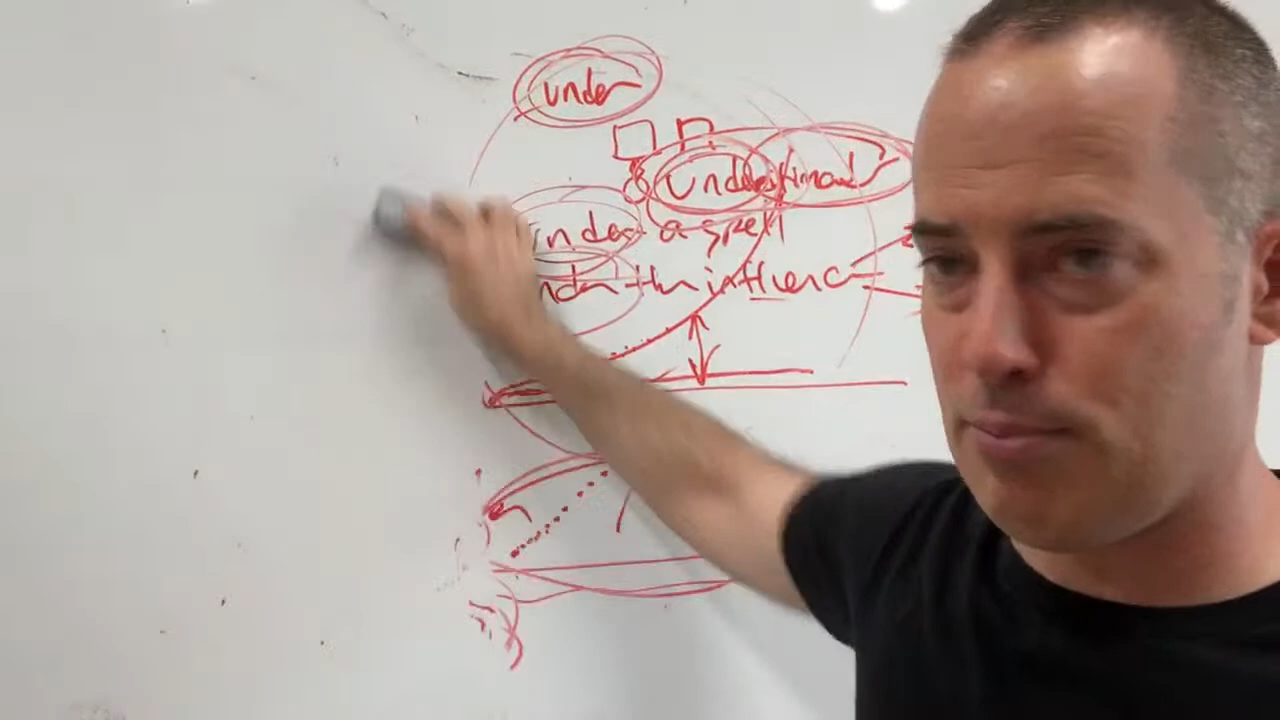 under
Understand
under a spell
under the influence